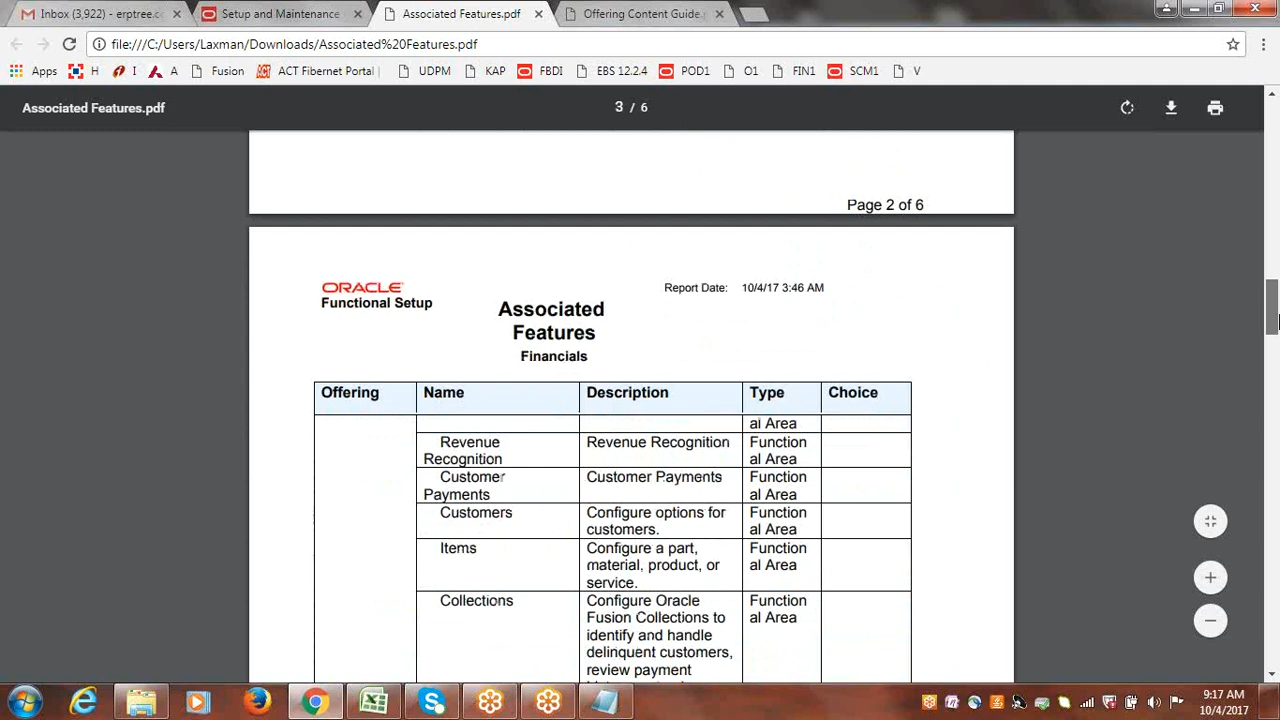 Inbox (3,922) - erptree.co
Setup and Maintenance
Associated Features.pdf
Offering Content Guide.
file:///C:/Users/Laxman/Downloads/Associated%20Features.pdf
Apps H I A Fusion ACT Fibernet Portal UDPM KAP FBDI EBS 12.2.4 POD1 O1 FIN1 SCM1 V
Associated Features.pdf
3 / 6
Page 2 of 6
ORACLE
Functional Setup
Report Date: 10/4/17 3:46 AM
Associated
Features
Financials
Offering Name Description Type Choice
al Area
Revenue Revenue Recognition Function
Recognition al Area
Customer Customer Payments Function
Payments al Area
Customers Configure options for Function
customers. al Area
Items Configure a part, Function
material, product, or al Area
service.
Collections Configure Oracle Function
Fusion Collections to al Area
identify and handle
delinquent customers,
review payment
9:17 AM
10/4/2017